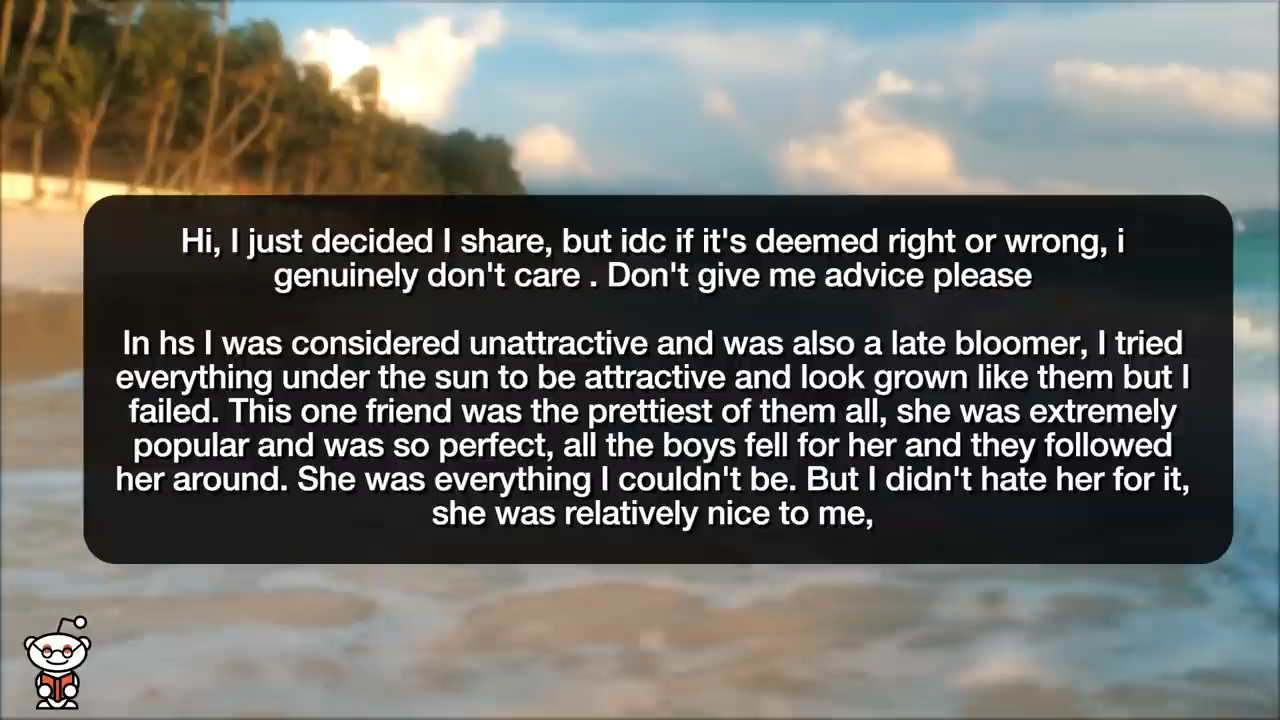 Hi, I just decided I share, but idc if it's deemed right or wrong, i
genuinely don't care . Don't give me advice please
In hs I was considered unattractive and was also a late bloomer, I tried
everything under the sun to be attractive and look grown like them but I
failed. This one friend was the prettiest of them all, she was extremely
popular and was so perfect, all the boys fell for her and they followed
her around. She was everything I couldn't be. But I didn't hate her for it,
she was relatively nice to me,